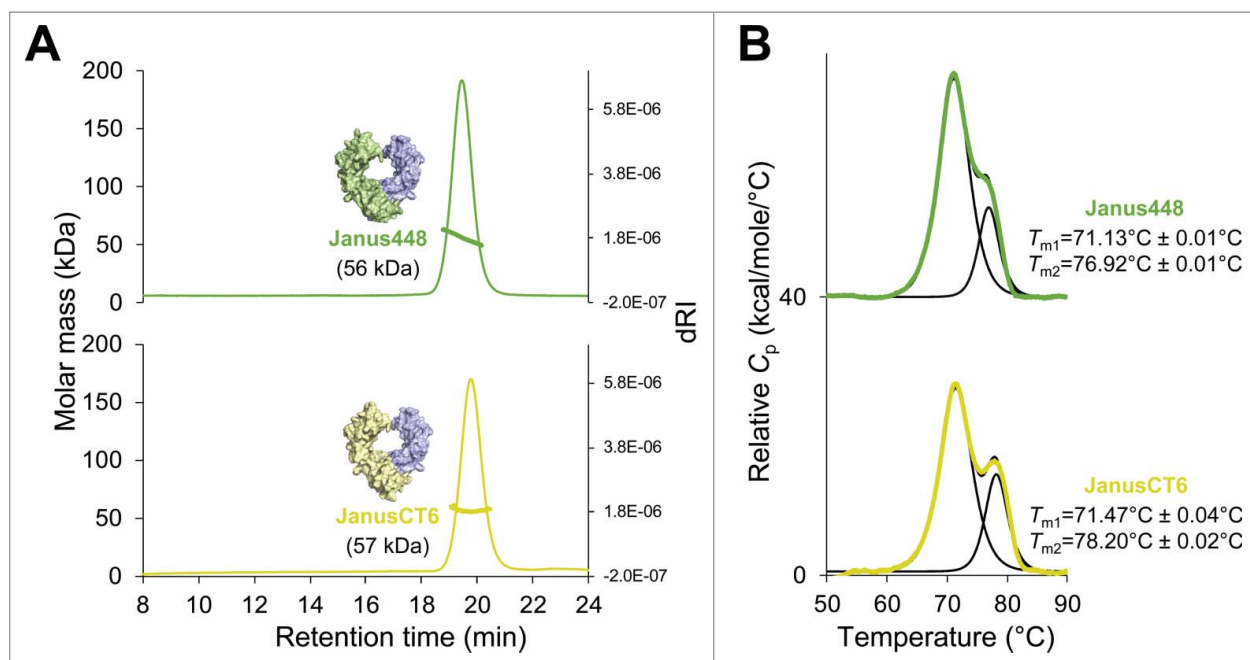 A
200
150
100
50
0
5.8E-06
3.8E-06
1.8E-06
-2.0E-07
Janus448
(56 kDa)
200
150
100
50
0
5.8E-06
3.8E-06
1.8E-06
-2.0E-07
JanusCT6
(57 kDa)
Molar mass (kDa)
dRI
8 10 12 14 16 18 20 22 24
Retention time (min)
B
Relative Cp (kcal/mole/°C)
40
0
Janus448
Tm1=71.13°C ± 0.01°C
Tm2=76.92°C ± 0.01°C
JanusCT6
Tm1=71.47°C ± 0.04°C
Tm2=78.20°C ± 0.02°C
50 60 70 80 90
Temperature (°C)